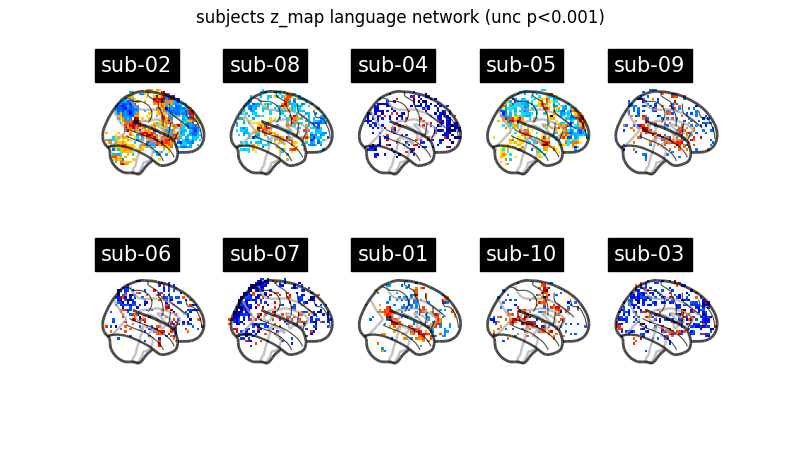 subjects z_map language network (unc p<0.001)
sub-02
sub-08
sub-04
sub-05
sub-09
sub-06
sub-07
sub-01
sub-10
sub-03